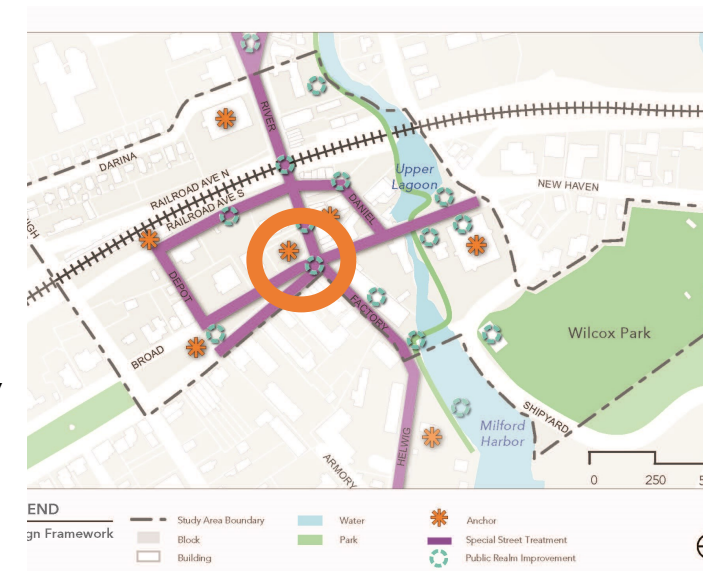 RIVER
DARINA
RAILROAD AVE N
RAILROAD AVE S
Upper
Lagoon
NEW HAVEN
DANIEL
IGH
DEPOT
FACTORY
Wilcox Park
BROAD
SHIPYARD
Milford
Harbor
HELWIG
ARMORY
0 250 5
END
gn Framework
Study Area Boundary
Block
Building
Water
Park
Anchor
Special Street Treatment
Public Realm Improvement